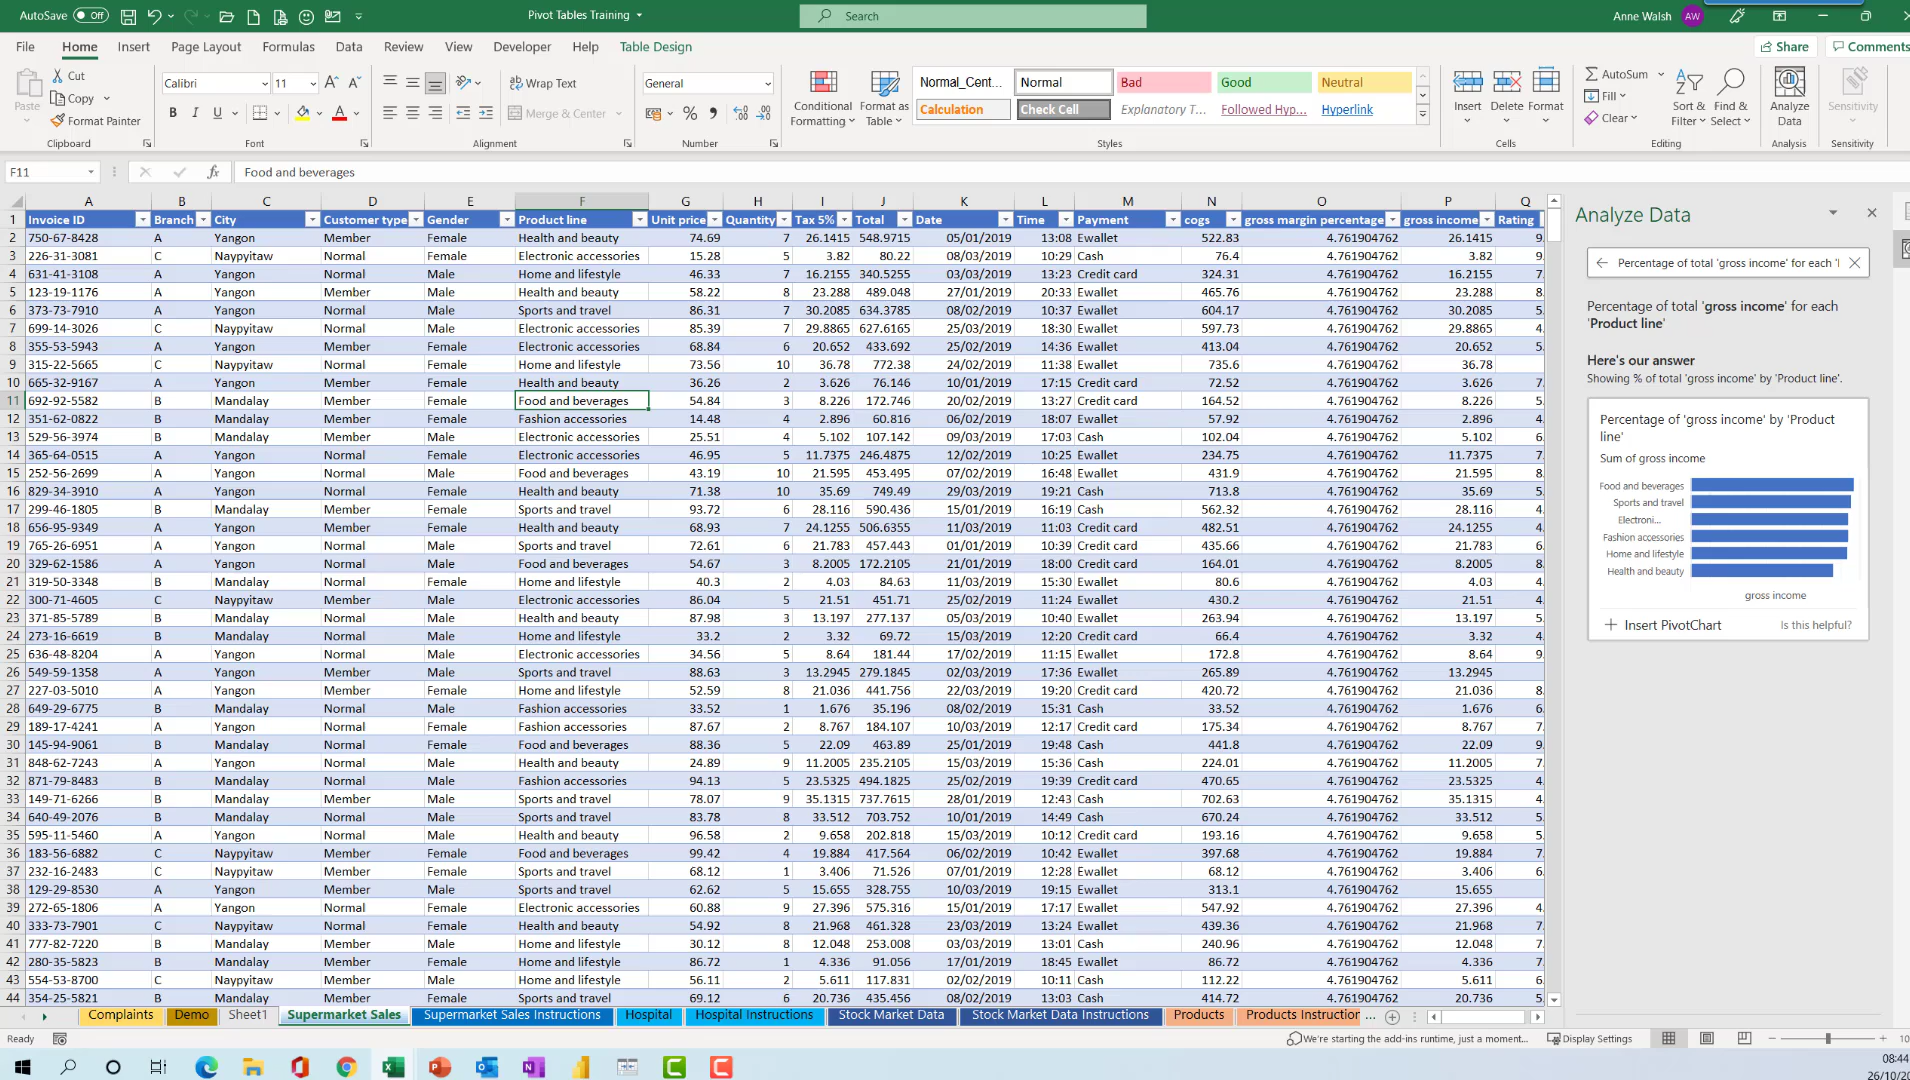 AutoSave Off Pivot Tables Training Search Anne Walsh AW
File Home Insert Page Layout Formulas Data Review View Developer Help Table Design Share Comments
Paste Cut Copy Format Painter Clipboard
Calibri 11 B I U Font
Wrap Text Merge & Center Alignment
General % Number
Conditional Formatting Format as Table
Normal_Cent... Normal Bad Good Neutral
Calculation Check Cell Explanatory T... Followed Hyp... Hyperlink
Styles
Insert Delete Format Cells
AutoSum Fill Clear Sort & Filter Find & Select Editing
Analyze Data Analysis Sensitivity Sensitivity
F11 fx Food and beverages
A B C D E F G H I J K L M N O P Q
1 Invoice ID Branch City Customer type Gender Product line Unit price Quantity Tax 5% Total Date Time Payment cogs gross margin percentage gross income Rating
2 750-67-8428 A Yangon Member Female Health and beauty 74.69 7 26.1415 548.9715 05/01/2019 13:08 Ewallet 522.83 4.761904762 26.1415 9.
3 226-31-3081 C Naypyitaw Normal Female Electronic accessories 15.28 5 3.82 80.22 08/03/2019 10:29 Cash 76.4 4.761904762 3.82 9.
4 631-41-3108 A Yangon Normal Male Home and lifestyle 46.33 7 16.2155 340.5255 03/03/2019 13:23 Credit card 324.31 4.761904762 16.2155 7.
5 123-19-1176 A Yangon Member Male Health and beauty 58.22 8 23.288 489.048 27/01/2019 20:33 Ewallet 465.76 4.761904762 23.288 8.
6 373-73-7910 A Yangon Normal Male Sports and travel 86.31 7 30.2085 634.3785 08/02/2019 10:37 Ewallet 604.17 4.761904762 30.2085 5.
7 699-14-3026 C Naypyitaw Normal Male Electronic accessories 85.39 7 29.8865 627.6165 25/03/2019 18:30 Ewallet 597.73 4.761904762 29.8865 4.
8 355-53-5943 A Yangon Member Female Electronic accessories 68.84 6 20.652 433.692 25/02/2019 14:36 Ewallet 413.04 4.761904762 20.652 5.
9 315-22-5665 C Naypyitaw Normal Female Home and lifestyle 73.56 10 36.78 772.38 24/02/2019 11:38 Ewallet 735.6 4.761904762 36.78
10 665-32-9167 A Yangon Member Female Health and beauty 36.26 2 3.626 76.146 10/01/2019 17:15 Credit card 72.52 4.761904762 3.626 7.
11 692-92-5582 B Mandalay Member Female Food and beverages 54.84 3 8.226 172.746 20/02/2019 13:27 Credit card 164.52 4.761904762 8.226 5.
12 351-62-0822 B Mandalay Member Female Fashion accessories 14.48 4 2.896 60.816 06/02/2019 18:07 Ewallet 57.92 4.761904762 2.896 4.
13 529-56-3974 B Mandalay Member Male Electronic accessories 25.51 4 5.102 107.142 09/03/2019 17:03 Cash 102.04 4.761904762 5.102 6.
14 365-64-0515 A Yangon Normal Female Electronic accessories 46.95 5 11.7375 246.4875 12/02/2019 10:25 Ewallet 234.75 4.761904762 11.7375 7.
15 252-56-2699 A Yangon Normal Male Food and beverages 43.19 10 21.595 453.495 07/02/2019 16:48 Ewallet 431.9 4.761904762 21.595 8.
16 829-34-3910 A Yangon Normal Female Health and beauty 71.38 10 35.69 749.49 29/03/2019 19:21 Cash 713.8 4.761904762 35.69 5.
17 299-46-1805 B Mandalay Member Female Sports and travel 93.72 6 28.116 590.436 15/01/2019 16:19 Cash 562.32 4.761904762 28.116 4.
18 656-95-9349 A Yangon Member Female Health and beauty 68.93 7 24.1255 506.6355 11/03/2019 11:03 Credit card 482.51 4.761904762 24.1255 4.
19 765-26-6951 A Yangon Normal Male Sports and travel 72.61 6 21.783 457.443 01/01/2019 10:39 Credit card 435.66 4.761904762 21.783 6.
20 329-62-1586 A Yangon Normal Male Food and beverages 54.67 3 8.2005 172.2105 21/01/2019 18:00 Credit card 164.01 4.761904762 8.2005 8.
21 319-50-3348 B Mandalay Normal Female Home and lifestyle 40.3 2 4.03 84.63 11/03/2019 15:30 Ewallet 80.6 4.761904762 4.03 4.
22 300-71-4605 C Naypyitaw Member Male Electronic accessories 86.04 5 21.51 451.71 25/02/2019 11:24 Ewallet 430.2 4.761904762 21.51 4.
23 371-85-5789 B Mandalay Normal Male Health and beauty 87.98 3 13.197 277.137 05/03/2019 10:40 Ewallet 263.94 4.761904762 13.197 5.
24 273-16-6619 B Mandalay Normal Male Home and lifestyle 33.2 2 3.32 69.72 15/03/2019 12:20 Credit card 66.4 4.761904762 3.32 4.
25 636-48-8204 A Yangon Normal Male Electronic accessories 34.56 5 8.64 181.44 17/02/2019 11:15 Ewallet 172.8 4.761904762 8.64 9.
26 549-59-1358 A Yangon Member Male Sports and travel 88.63 3 13.2945 279.1845 02/03/2019 17:36 Ewallet 265.89 4.761904762 13.2945
27 227-03-5010 A Yangon Member Female Home and lifestyle 52.59 8 21.036 441.756 22/03/2019 19:20 Credit card 420.72 4.761904762 21.036 8.
28 649-29-6775 B Mandalay Normal Male Fashion accessories 33.52 1 1.676 35.196 08/02/2019 15:31 Cash 33.52 4.761904762 1.676 6.
29 189-17-4241 A Yangon Normal Female Fashion accessories 87.67 2 8.767 184.107 10/03/2019 12:17 Credit card 175.34 4.761904762 8.767 7.
30 145-94-9061 B Mandalay Normal Female Food and beverages 88.36 5 22.09 463.89 25/01/2019 19:48 Cash 441.8 4.761904762 22.09 9.
31 848-62-7243 A Yangon Normal Male Health and beauty 24.89 9 11.2005 235.2105 15/03/2019 15:36 Cash 224.01 4.761904762 11.2005 7.
32 871-79-8483 B Mandalay Normal Male Fashion accessories 94.13 5 23.5325 494.1825 25/02/2019 19:39 Credit card 470.65 4.761904762 23.5325 4.
33 149-71-6266 B Mandalay Member Male Sports and travel 78.07 9 35.1315 737.7615 28/01/2019 12:43 Cash 702.63 4.761904762 35.1315 4.
34 640-49-2076 B Mandalay Normal Male Sports and travel 83.78 8 33.512 703.752 10/01/2019 14:49 Cash 670.24 4.761904762 33.512 5.
35 595-11-5460 A Yangon Normal Male Health and beauty 96.58 2 9.658 202.818 15/03/2019 10:12 Credit card 193.16 4.761904762 9.658 5.
36 183-56-6882 C Naypyitaw Member Female Food and beverages 99.42 4 19.884 417.564 06/02/2019 10:42 Ewallet 397.68 4.761904762 19.884 7.
37 232-16-2483 C Naypyitaw Member Female Sports and travel 68.12 1 3.406 71.526 07/01/2019 12:28 Ewallet 68.12 4.761904762 3.406 6.
38 129-29-8530 A Yangon Member Male Sports and travel 62.62 5 15.655 328.755 10/03/2019 19:15 Ewallet 313.1 4.761904762 15.655
39 272-65-1806 A Yangon Normal Female Electronic accessories 60.88 9 27.396 575.316 15/01/2019 17:17 Ewallet 547.92 4.761904762 27.396 4.
40 333-73-7901 C Naypyitaw Normal Female Health and beauty 54.92 8 21.968 461.328 23/03/2019 13:24 Ewallet 439.36 4.761904762 21.968 7.
41 777-82-7220 B Mandalay Member Male Home and lifestyle 30.12 8 12.048 253.008 03/03/2019 13:01 Cash 240.96 4.761904762 12.048 7.
42 280-35-5823 B Mandalay Member Female Home and lifestyle 86.72 1 4.336 91.056 17/01/2019 18:45 Ewallet 86.72 4.761904762 4.336 7.
43 554-53-8700 C Naypyitaw Member Male Home and lifestyle 56.11 2 5.611 117.831 02/02/2019 10:11 Cash 112.22 4.761904762 5.611 6.
44 354-25-5821 B Mandalay Member Female Sports and travel 69.12 6 20.736 435.456 08/02/2019 13:03 Cash 414.72 4.761904762 20.736 5.
Analyze Data
Percentage of total 'gross income' for each '
Percentage of total 'gross income' for each
'Product line'
Here's our answer
Showing % of total 'gross income' by 'Product line'.
Percentage of 'gross income' by 'Product
line'
Sum of gross income
Food and beverages
Sports and travel
Electroni...
Fashion accessories
Home and lifestyle
Health and beauty
gross income
Insert PivotChart Is this helpful?
Complaints Demo Sheet1 Supermarket Sales Supermarket Sales Instructions Hospital Hospital Instructions Stock Market Data Stock Market Data Instructions Products Products Instruction ...
Ready We're starting the add-ins runtime, just a moment... Display Settings 10
08:44
26/10/20